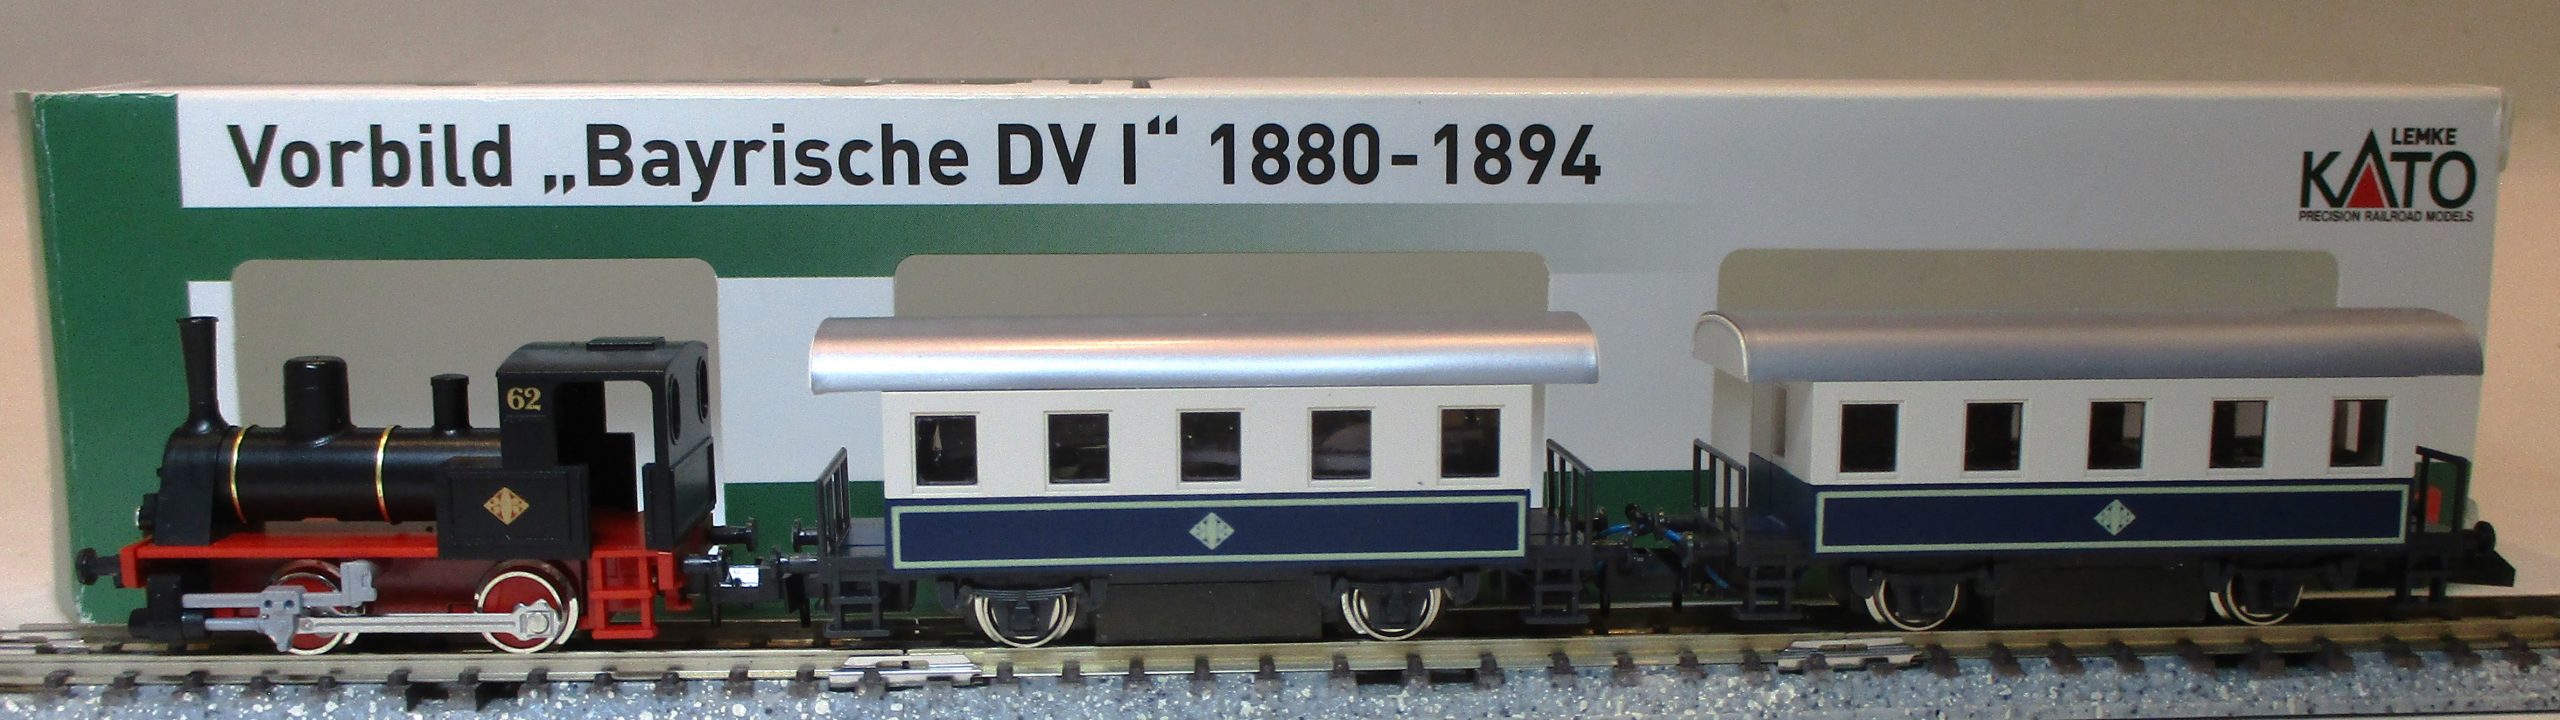 Vorbild „Bayrische DV I“ 1880-1894
LEMKE
KATO
PRECISION RAILROAD MODELS
62